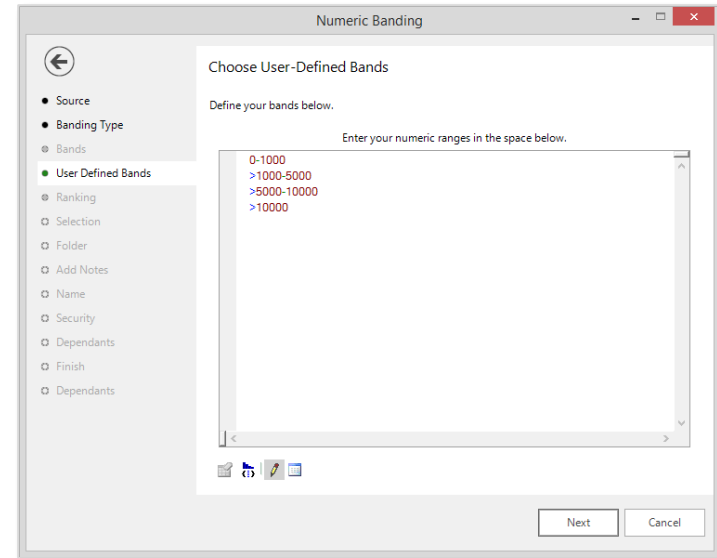 Numeric Banding
Choose User-Defined Bands
Source
Banding Type
Bands
User Defined Bands
Ranking
Selection
Folder
Add Notes
Name
Security
Dependants
Finish
Dependants
Define your bands below.
Enter your numeric ranges in the space below.
0-1000
>1000-5000
>5000-10000
>10000
Next
Cancel